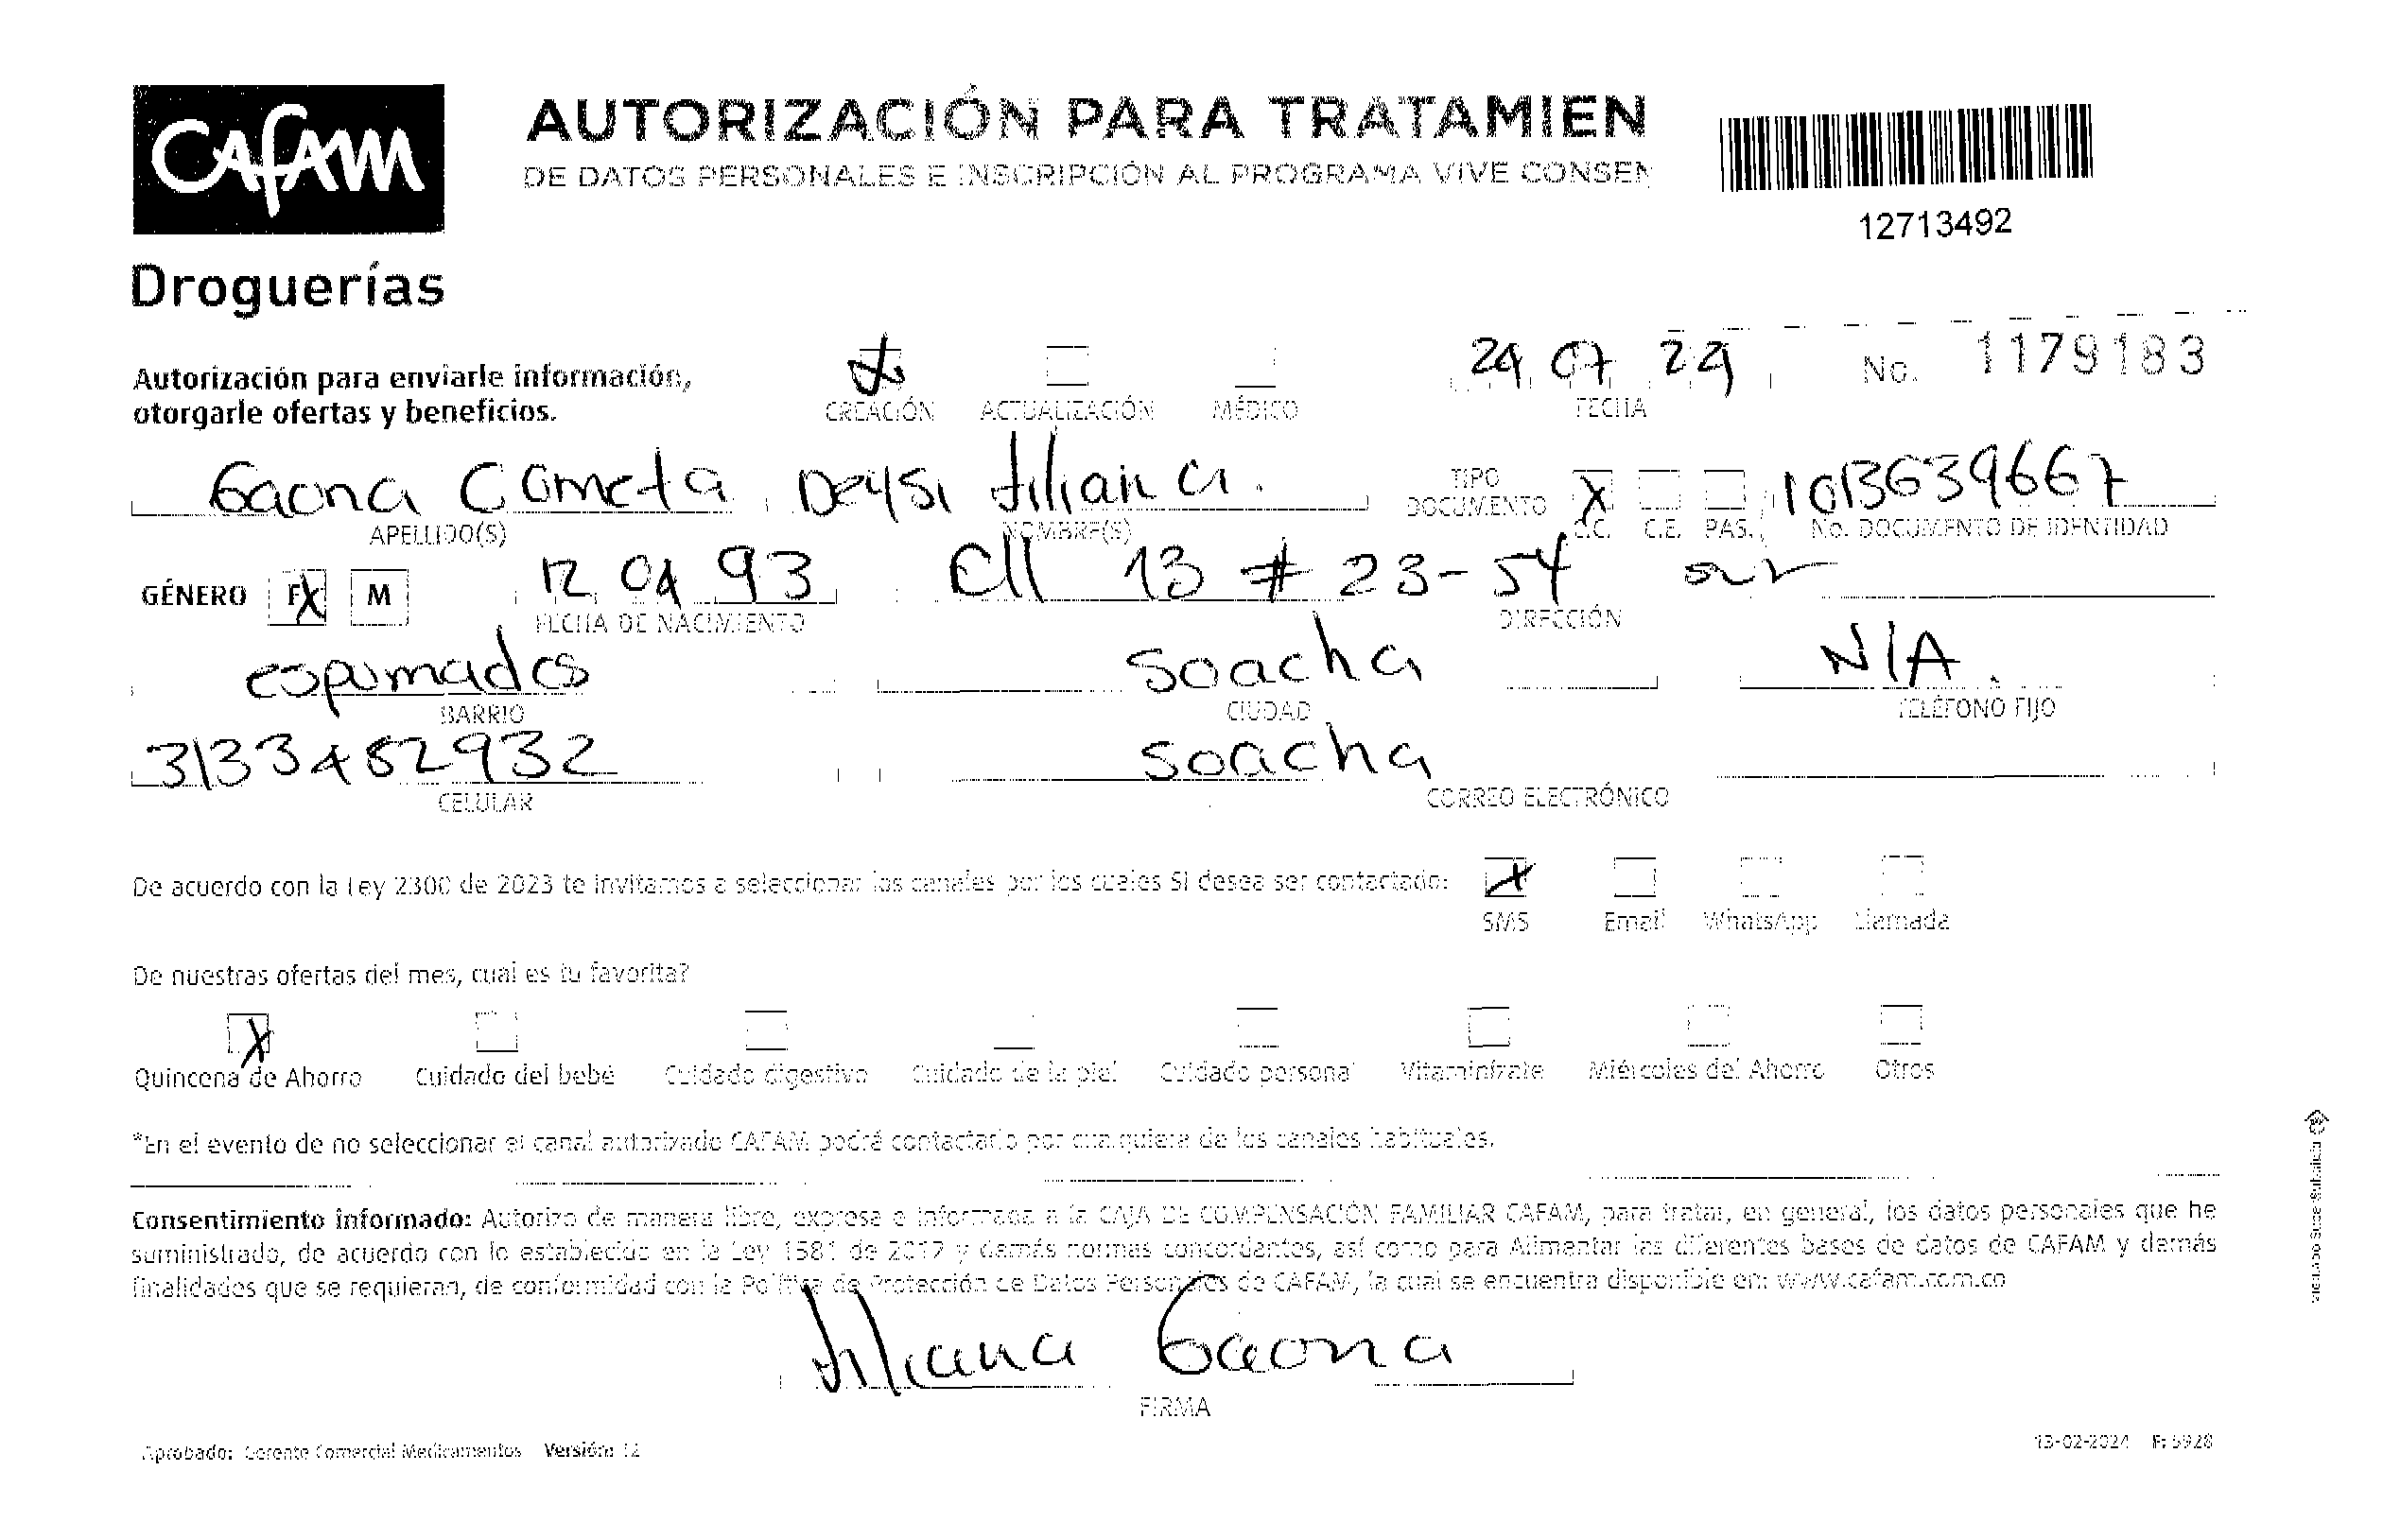 CAFAM
Droguerías
AUTORIZACIÓN PARA TRATAMIEN
DE DATOS PERSONALES E INSCRIPCIÓN AL PROGRAMA VIVE CONSEN
12713492
Autorización para enviarle información,
otorgarle ofertas y beneficios.
CREACIÓN ACTUALIZACIÓN MÉDICO
24 07 24
FECHA
No. 1179183
Gaona Cometa Deysi Jiliana.
APELLIDO(S) NOMBRE(S)
TIPO
DOCUMENTO X C.C. C.E. PAS.
1013639667
No. DOCUMENTO DE IDENTIDAD
GÉNERO F X M
12 04 93
FECHA DE NACIMIENTO
Cll 13 # 23-54 sur
DIRECCIÓN
espumados
BARRIO
Soacha
CIUDAD
N/A.
TELÉFONO FIJO
3133482932
CELULAR
Soacha
CORREO ELECTRÓNICO
De acuerdo con la Ley 2300 de 2023 te invitamos a seleccionar los canales por los cuales SI desea ser contactado:
X
SMS Email WhatsApp Llamada
De nuestras ofertas del mes, cual es tu favorita?
X
Quincena de Ahorro Cuidado del bebé Cuidado digestivo Cuidado de la piel Cuidado personal Vitaminízate Miércoles del Ahorro Otros
*En el evento de no seleccionar el canal autorizado CAFAM podrá contactarlo por cualquiera de los canales habituales.
Consentimiento informado: Autorizo de manera libre, expresa e informada a la CAJA DE COMPENSACIÓN FAMILIAR CAFAM, para tratar, en general, los datos personales que he
suministrado, de acuerdo con lo establecido en la Ley 1581 de 2012 y demás normas concordantes, así como para Alimentar las diferentes bases de datos de CAFAM y demás
finalidades que se requieran, de conformidad con la Política de Protección de Datos Personales de CAFAM, la cual se encuentra disponible en: www.cafam.com.co
Jiliana Gaona
FIRMA
Aprobado: Gerente Comercial Medicamentos Versión: 12
13-02-2024 F: 5928
VIGILADO SuperSubsidio